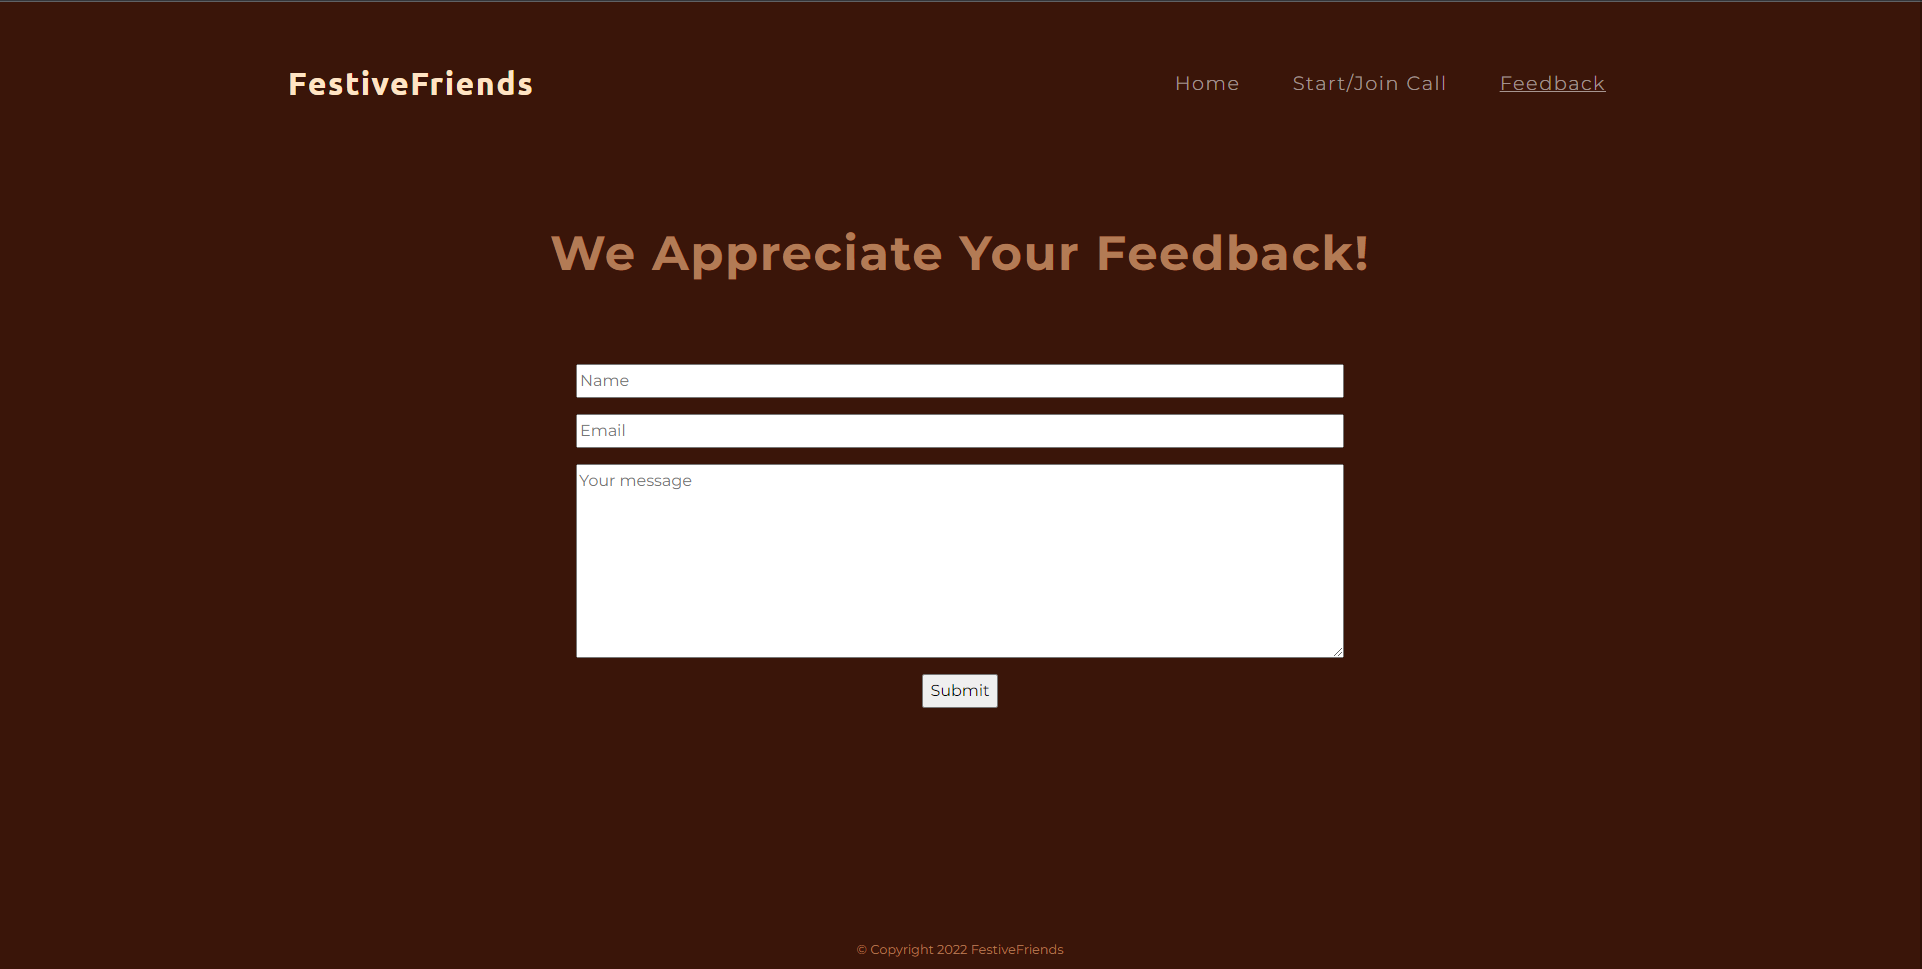 FestiveFriends
Home Start/Join Call Feedback
We Appreciate Your Feedback!
Name
Email
Your message
Submit
© Copyright 2022 FestiveFriends